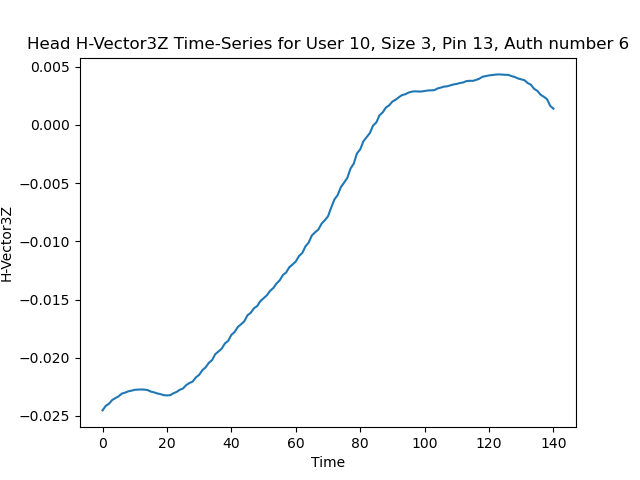 Head H-Vector3Z Time-Series for User 10, Size 3, Pin 13, Auth number 6
0.005
0.000
−0.005
−0.010
−0.015
−0.020
−0.025
H-Vector3Z
0 20 40 60 80 100 120 140
Time